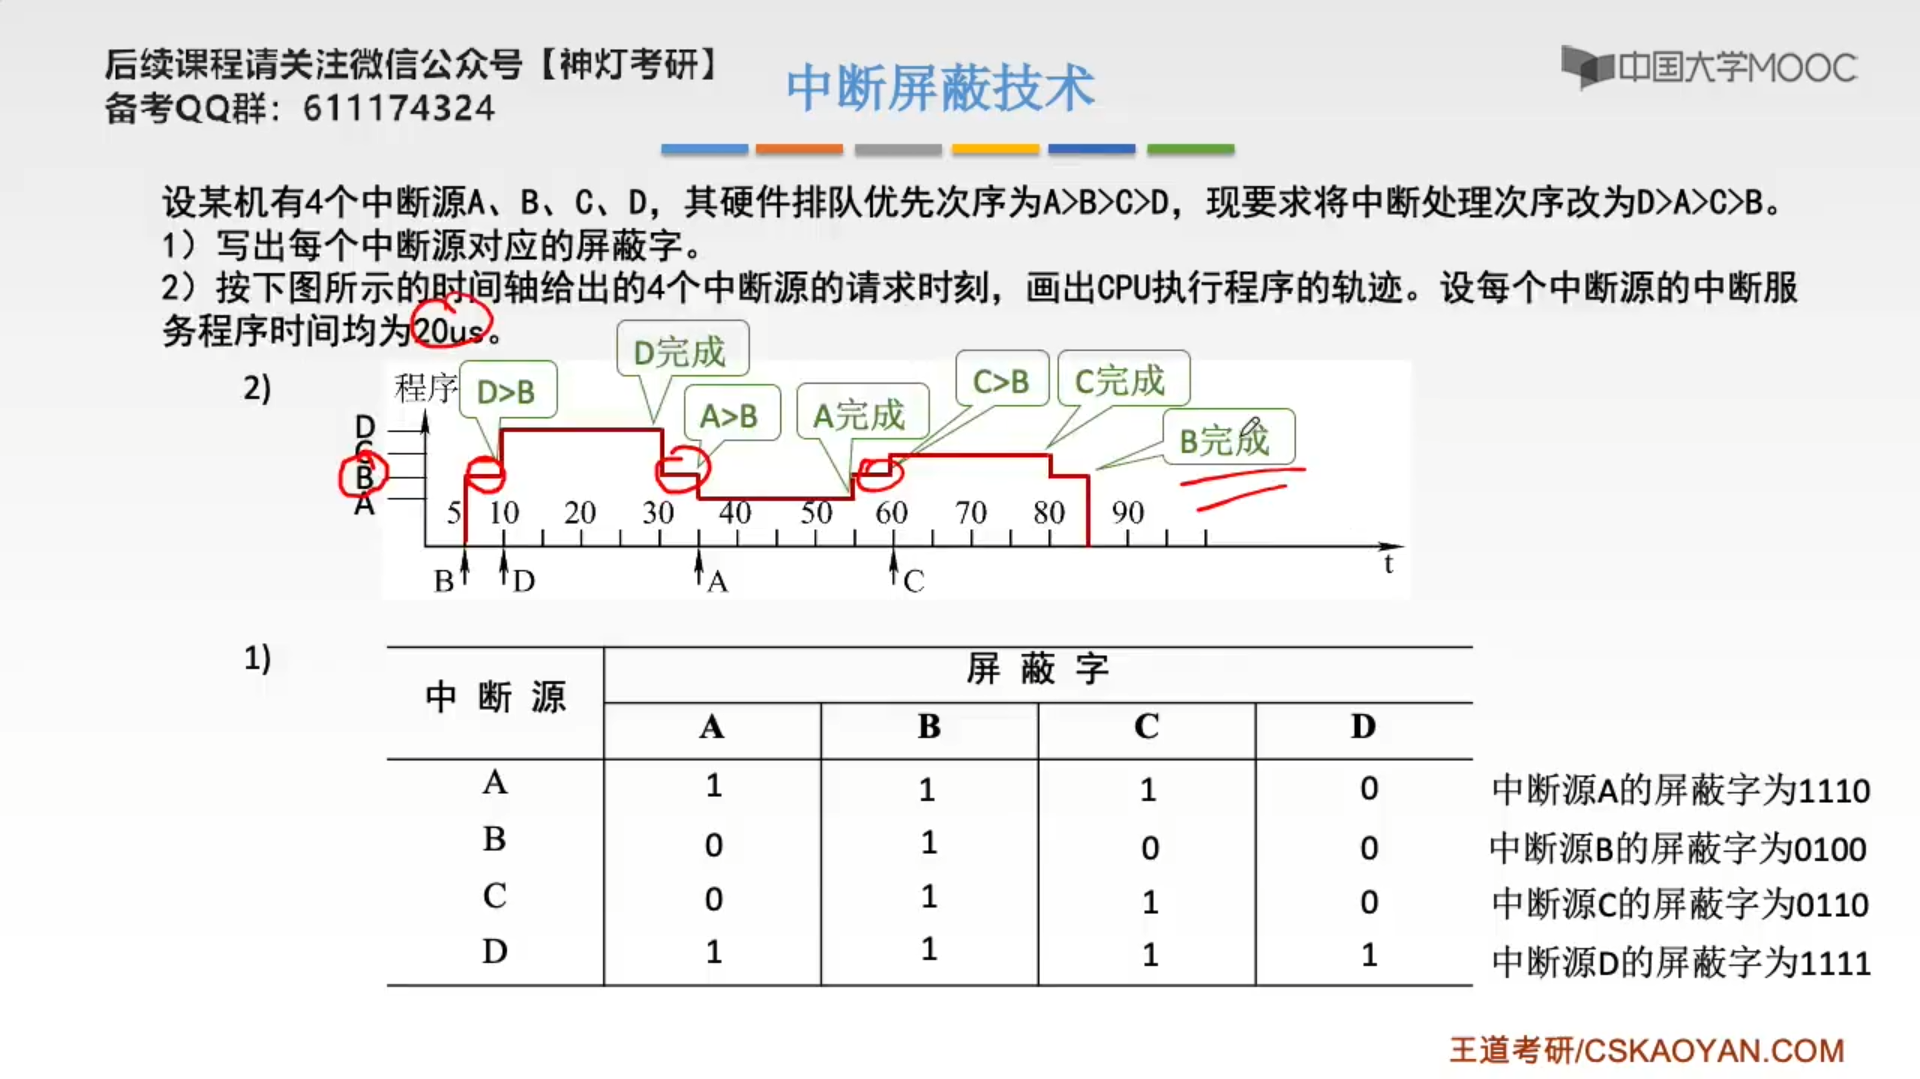 后续课程请关注微信公众号【神灯考研】
备考QQ群：611174324
中断屏蔽技术
中国大学MOOC
设某机有4个中断源A、B、C、D，其硬件排队优先次序为A>B>C>D，现要求将中断处理次序改为D>A>C>B。
1）写出每个中断源对应的屏蔽字。
2）按下图所示的时间轴给出的4个中断源的请求时刻，画出CPU执行程序的轨迹。设每个中断源的中断服
务程序时间均为20us。
2)
程序
D>B
D完成
A>B
A完成
C>B
C完成
B完成
D
C
B
A
5 10 20 30 40 50 60 70 80 90
t
B D A C
1)
中 断 源
屏 蔽 字
A B C D
A 1 1 1 0 中断源A的屏蔽字为1110
B 0 1 0 0 中断源B的屏蔽字为0100
C 0 1 1 0 中断源C的屏蔽字为0110
D 1 1 1 1 中断源D的屏蔽字为1111
王道考研/CSKAOYAN.COM